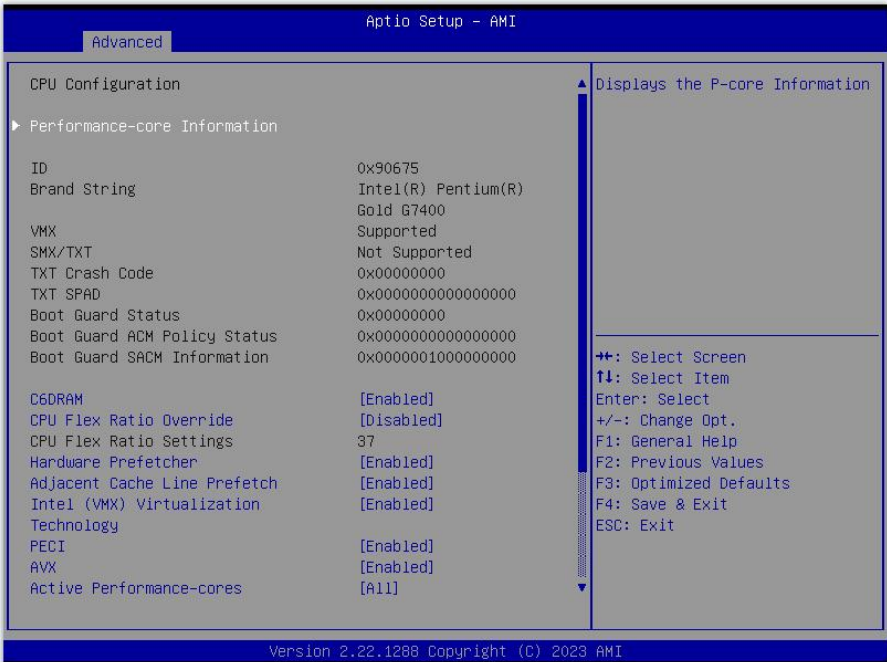 Aptio Setup – AMI
Advanced
CPU Configuration
Performance-core Information
ID 0x90675
Brand String Intel(R) Pentium(R)
Gold G7400
VMX Supported
SMX/TXT Not Supported
TXT Crash Code 0x00000000
TXT SPAD 0x0000000000000000
Boot Guard Status 0x00000000
Boot Guard ACM Policy Status 0x0000000000000000
Boot Guard SACM Information 0x0000001000000000
C6DRAM [Enabled]
CPU Flex Ratio Override [Disabled]
CPU Flex Ratio Settings 37
Hardware Prefetcher [Enabled]
Adjacent Cache Line Prefetch [Enabled]
Intel (VMX) Virtualization [Enabled]
Technology
PECI [Enabled]
AVX [Enabled]
Active Performance-cores [All]
Displays the P-core Information
→←: Select Screen
↑↓: Select Item
Enter: Select
+/-: Change Opt.
F1: General Help
F2: Previous Values
F3: Optimized Defaults
F4: Save & Exit
ESC: Exit
Version 2.22.1288 Copyright (C) 2023 AMI